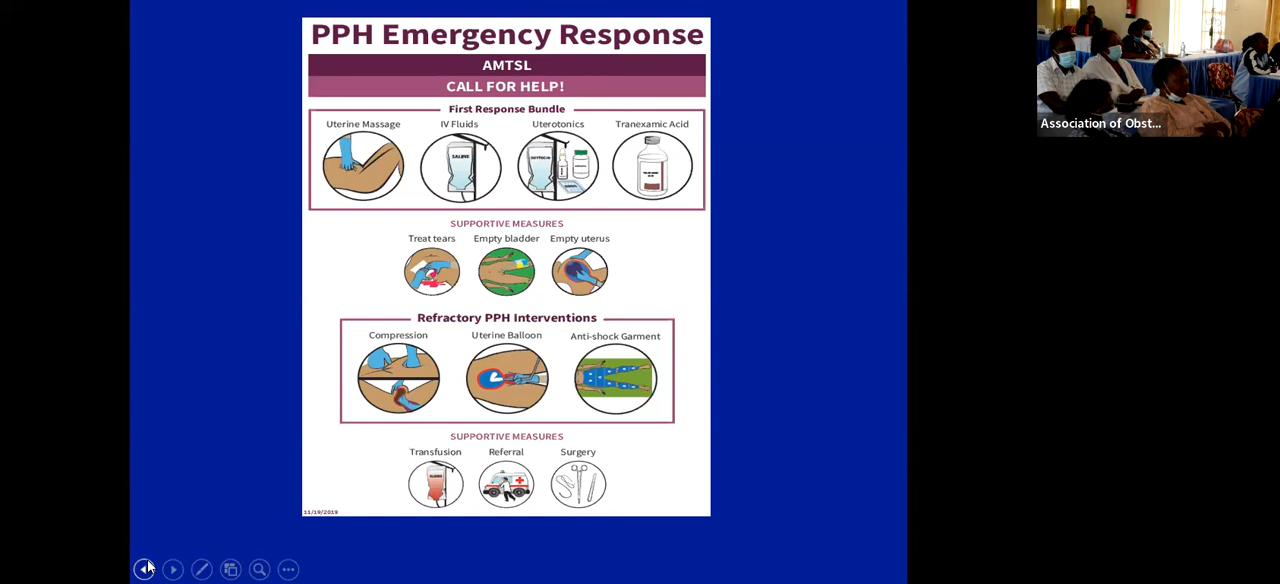 PPH Emergency Response
AMTSL
CALL FOR HELP!
First Response Bundle
Uterine Massage IV Fluids Uterotonics Tranexamic Acid
SALINE
SUPPORTIVE MEASURES
Treat tears Empty bladder Empty uterus
Refractory PPH Interventions
Compression Uterine Balloon Anti-shock Garment
SUPPORTIVE MEASURES
Transfusion Referral Surgery
11/19/2019
Association of Obst...